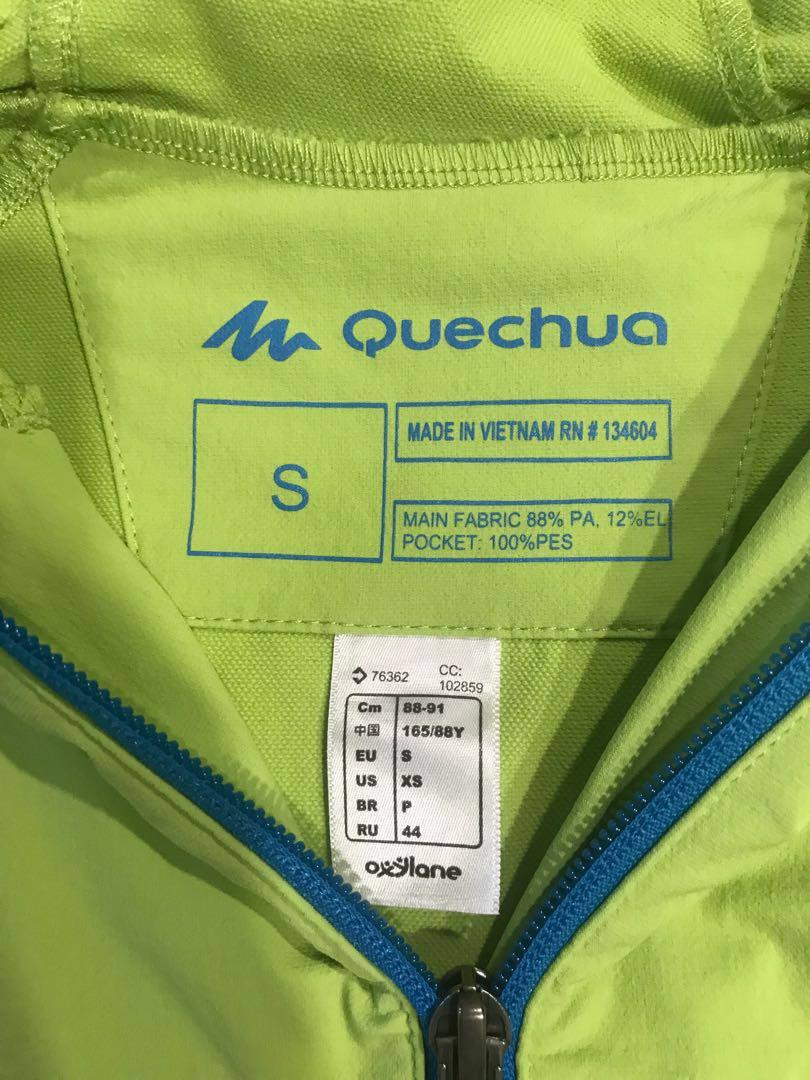 Quechua
S
MADE IN VIETNAM RN # 134604
MAIN FABRIC 88% PA, 12%EL
POCKET: 100%PES
76362 CC:
102859
Cm 88-91
中国 165/88Y
EU S
US XS
BR P
RU 44
oxylane